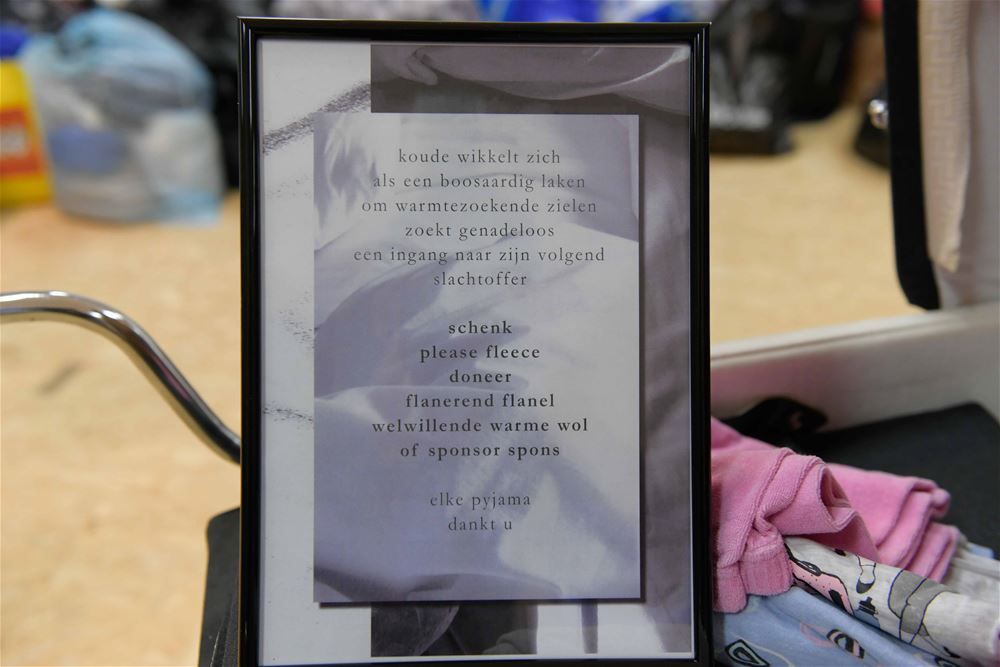 koude wikkelt zich
als een boosaardig laken
om warmtezoekende zielen
zoekt genadeloos
een ingang naar zijn volgend
slachtoffer
schenk
please fleece
doneer
flanerend flanel
welwillende warme wol
of sponsor spons
elke pyjama
dankt u